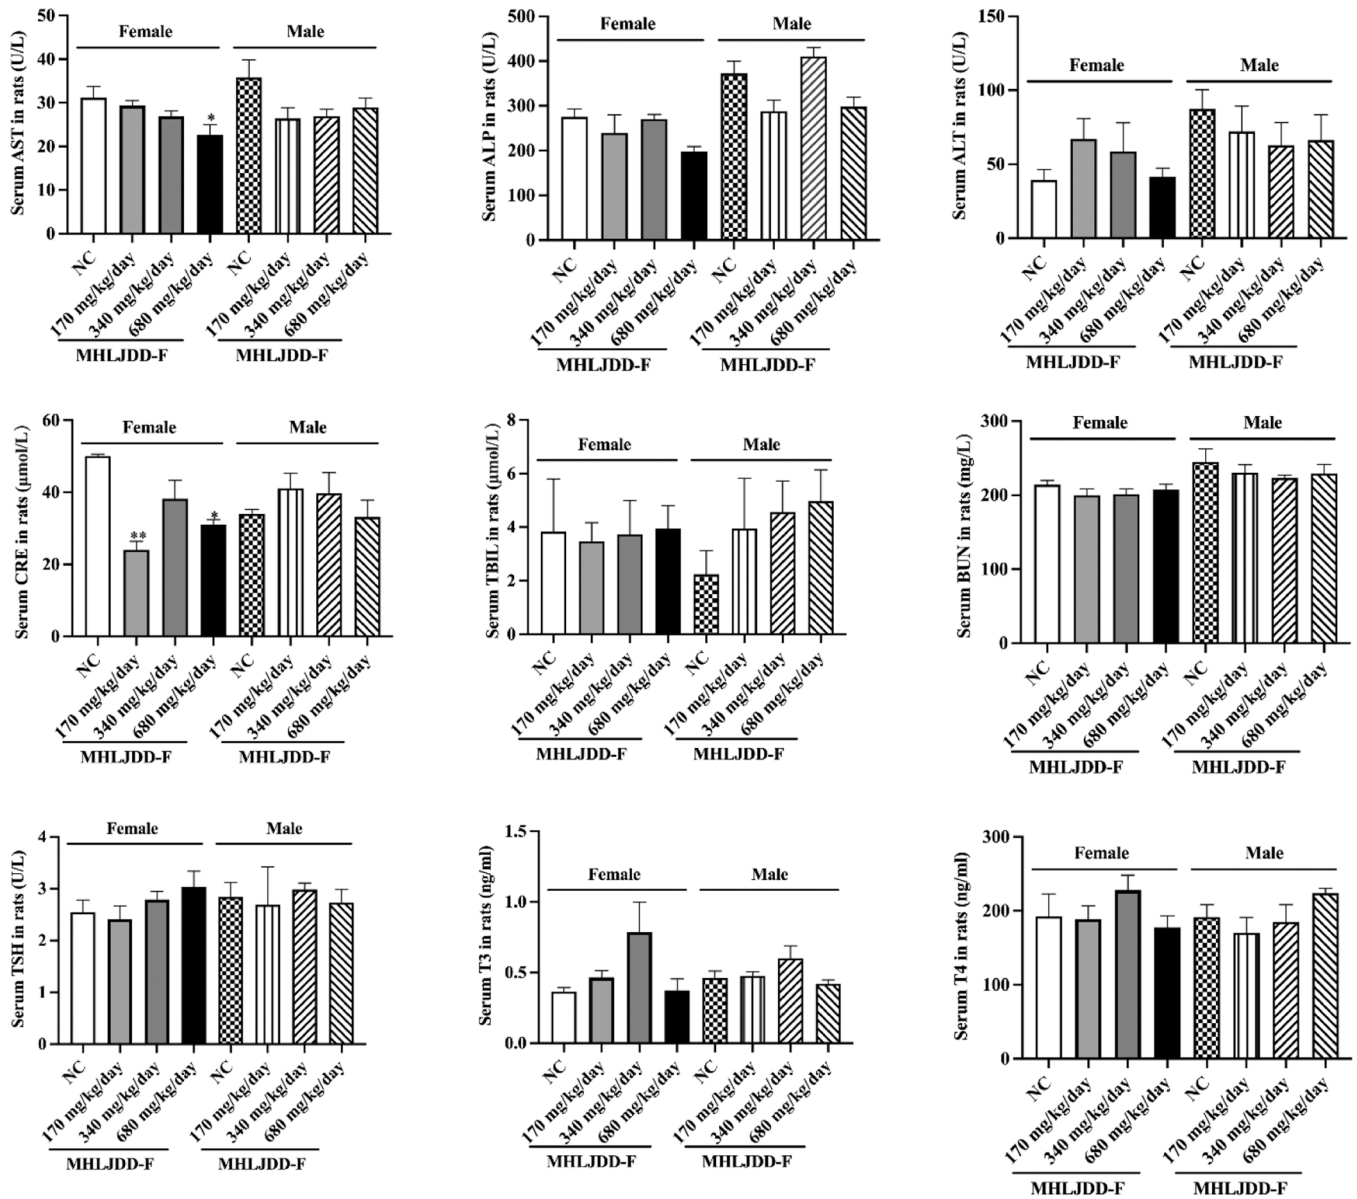 Serum AST in rats (U/L)
50
40
30
20
10
0
Female
Male
*
NC
170 mg/kg/day
340 mg/kg/day
680 mg/kg/day
NC
170 mg/kg/day
340 mg/kg/day
680 mg/kg/day
MHLJDD-F
MHLJDD-F
Serum ALP in rats (U/L)
500
400
300
200
100
0
Female
Male
NC
170 mg/kg/day
340 mg/kg/day
680 mg/kg/day
NC
170 mg/kg/day
340 mg/kg/day
680 mg/kg/day
MHLJDD-F
MHLJDD-F
Serum ALT in rats (U/L)
150
100
50
0
Female
Male
NC
170 mg/kg/day
340 mg/kg/day
680 mg/kg/day
NC
170 mg/kg/day
340 mg/kg/day
680 mg/kg/day
MHLJDD-F
MHLJDD-F
Serum CRE in rats (μmol/L)
60
40
20
0
Female
Male
**
*
NC
170 mg/kg/day
340 mg/kg/day
680 mg/kg/day
NC
170 mg/kg/day
340 mg/kg/day
680 mg/kg/day
MHLJDD-F
MHLJDD-F
Serum TBIL in rats (μmol/L)
8
6
4
2
0
Female
Male
NC
170 mg/kg/day
340 mg/kg/day
680 mg/kg/day
NC
170 mg/kg/day
340 mg/kg/day
680 mg/kg/day
MHLJDD-F
MHLJDD-F
Serum BUN in rats (mg/L)
300
200
100
0
Female
Male
NC
170 mg/kg/day
340 mg/kg/day
680 mg/kg/day
NC
170 mg/kg/day
340 mg/kg/day
680 mg/kg/day
MHLJDD-F
MHLJDD-F
Serum TSH in rats (U/L)
4
3
2
1
0
Female
Male
NC
170 mg/kg/day
340 mg/kg/day
680 mg/kg/day
NC
170 mg/kg/day
340 mg/kg/day
680 mg/kg/day
MHLJDD-F
MHLJDD-F
Serum T3 in rats (ng/ml)
1.5
1.0
0.5
0.0
Female
Male
NC
170 mg/kg/day
340 mg/kg/day
680 mg/kg/day
NC
170 mg/kg/day
340 mg/kg/day
680 mg/kg/day
MHLJDD-F
MHLJDD-F
Serum T4 in rats (ng/ml)
300
200
100
0
Female
Male
NC
170 mg/kg/day
340 mg/kg/day
680 mg/kg/day
NC
170 mg/kg/day
340 mg/kg/day
680 mg/kg/day
MHLJDD-F
MHLJDD-F